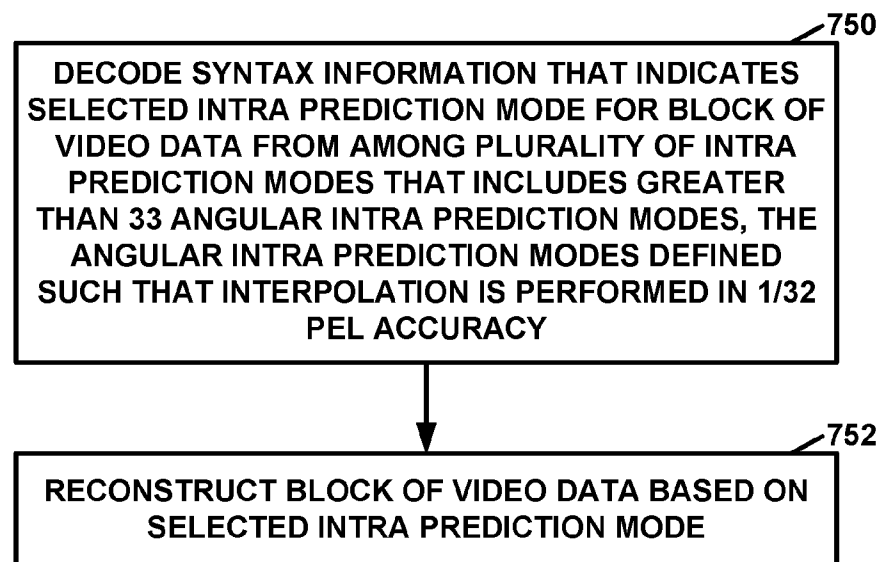 750
DECODE SYNTAX INFORMATION THAT INDICATES
SELECTED INTRA PREDICTION MODE FOR BLOCK OF
VIDEO DATA FROM AMONG PLURALITY OF INTRA
PREDICTION MODES THAT INCLUDES GREATER
THAN 33 ANGULAR INTRA PREDICTION MODES, THE
ANGULAR INTRA PREDICTION MODES DEFINED
SUCH THAT INTERPOLATION IS PERFORMED IN 1/32
PEL ACCURACY
752
RECONSTRUCT BLOCK OF VIDEO DATA BASED ON
SELECTED INTRA PREDICTION MODE